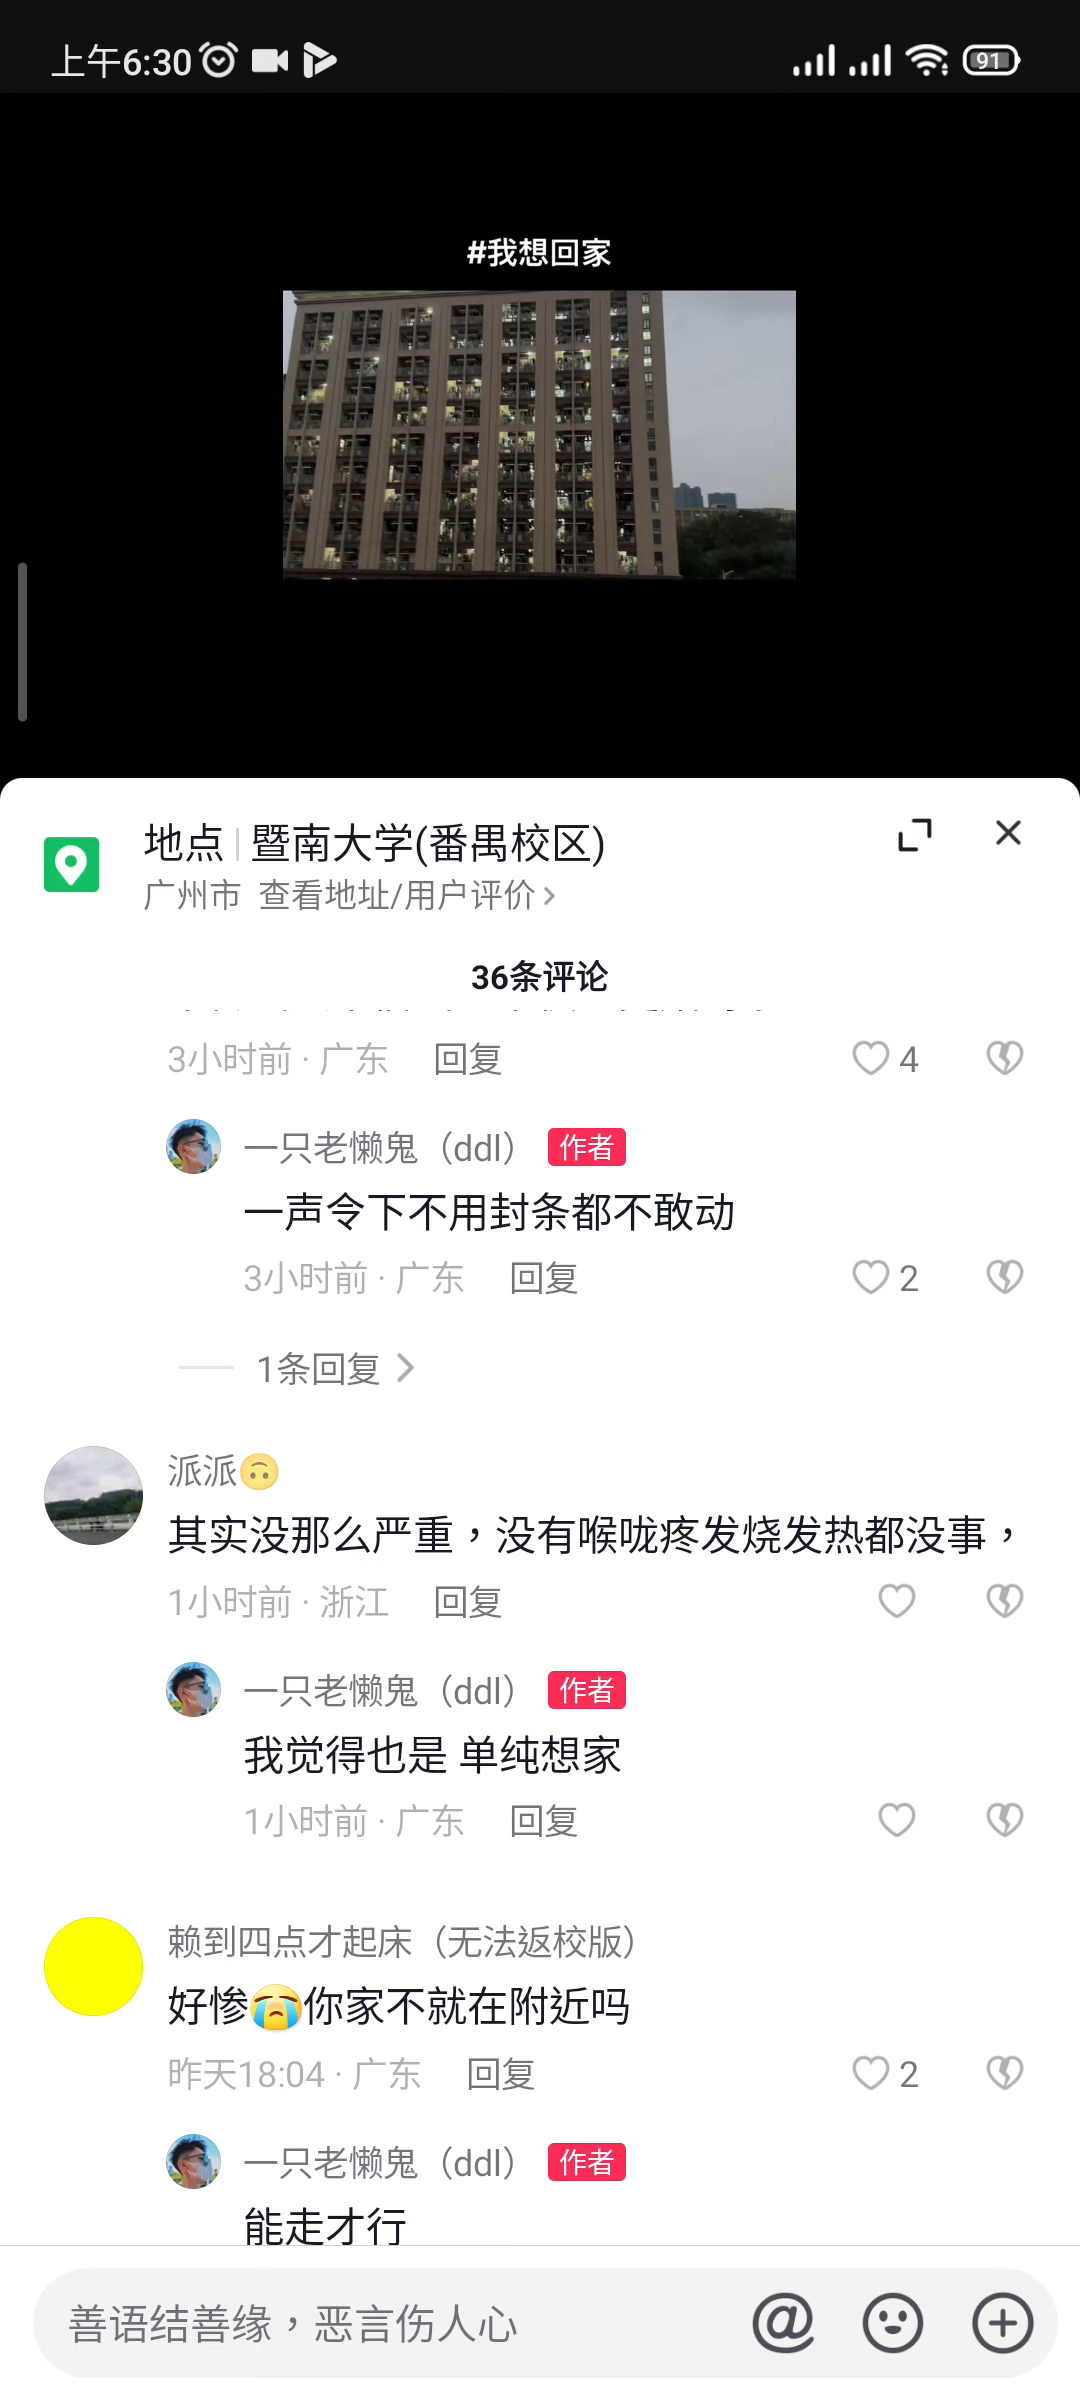 上午6:30
91
#我想回家
地点 | 暨南大学(番禺校区)
广州市 查看地址/用户评价 >
36条评论
3小时前 · 广东 回复 4
一只老懒鬼（ddl） 作者
一声令下不用封条都不敢动
3小时前 · 广东 回复 2
1条回复 >
派派🙃
其实没那么严重，没有喉咙疼发烧发热都没事，
1小时前 · 浙江 回复
一只老懒鬼（ddl） 作者
我觉得也是 单纯想家
1小时前 · 广东 回复
赖到四点才起床（无法返校版）
好惨😭你家不就在附近吗
昨天18:04 · 广东 回复 2
一只老懒鬼（ddl） 作者
能走才行
善语结善缘，恶言伤人心